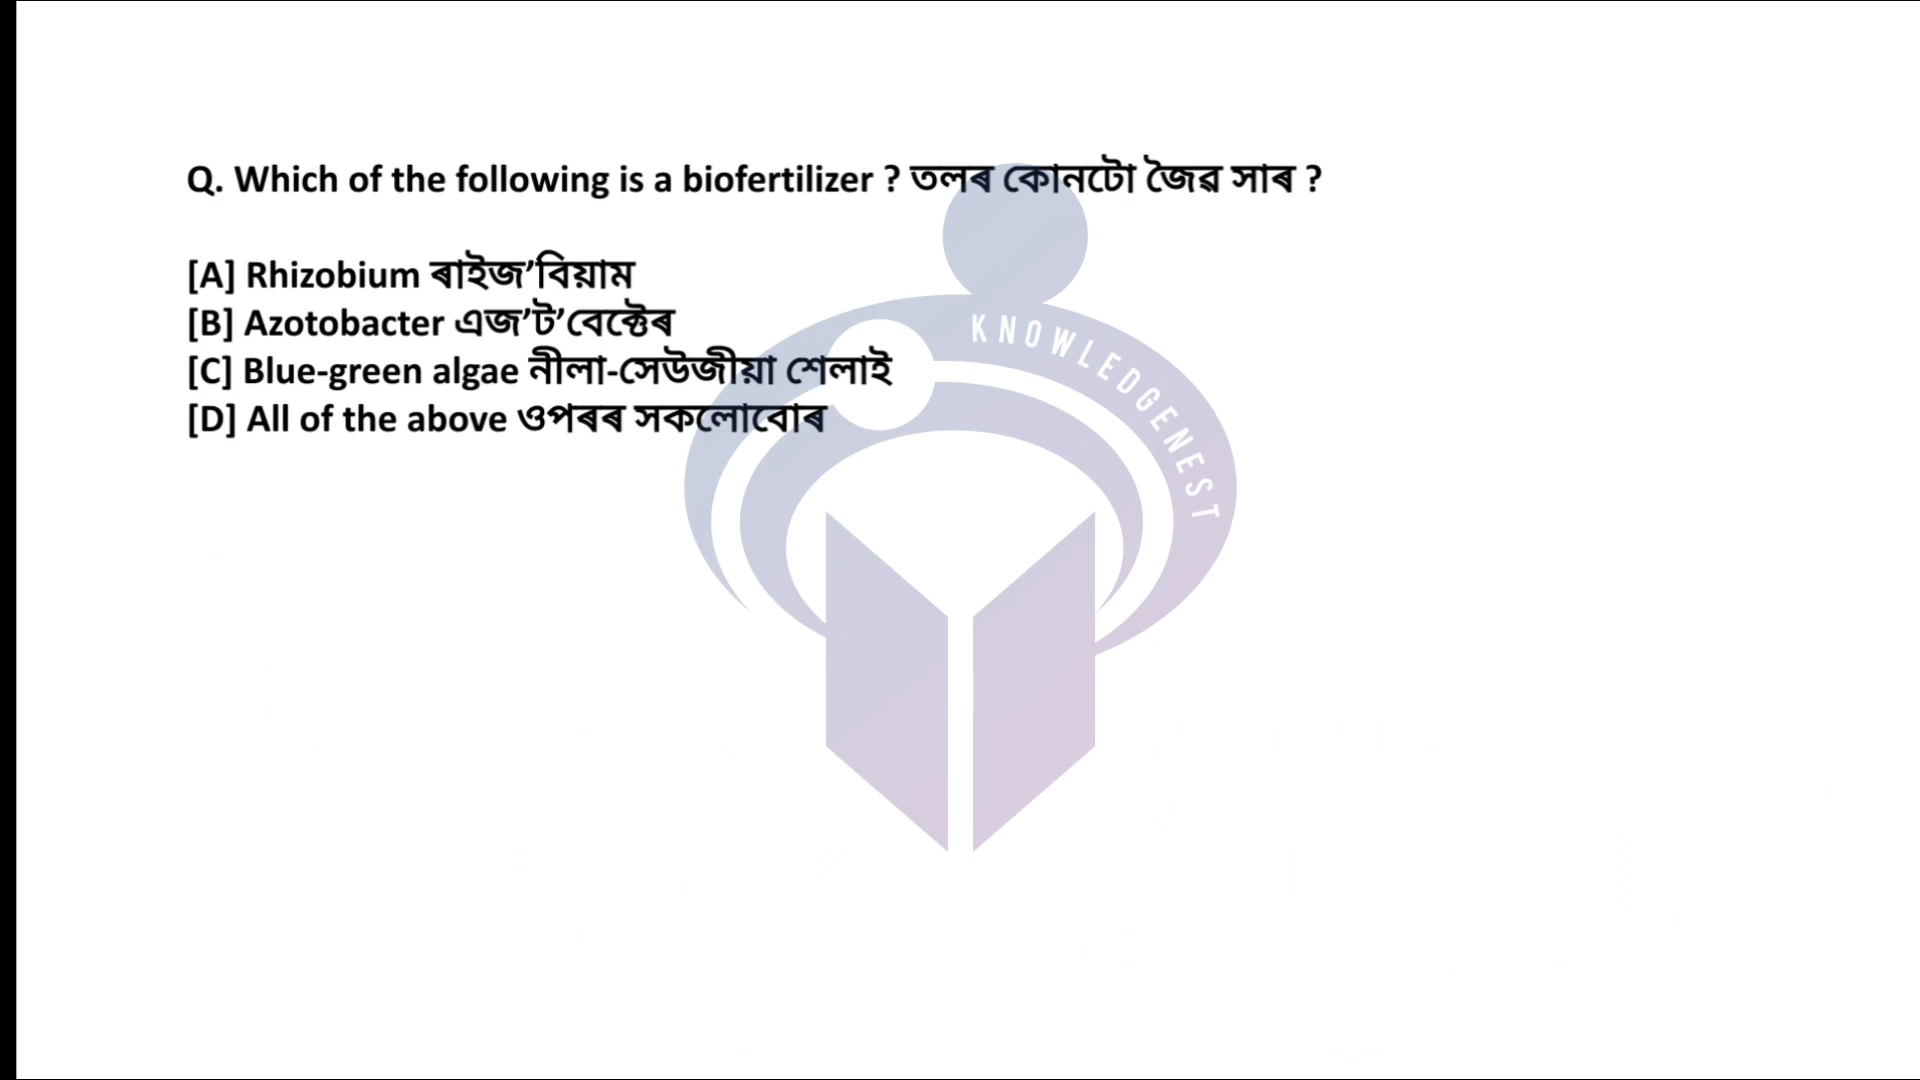 Q. Which of the following is a biofertilizer ? তলৰ কোনটো জৈৱ সাৰ ?
[A] Rhizobium ৰাইজ’বিয়াম
[B] Azotobacter এজ’ট’বেক্টেৰ
[C] Blue-green algae নীলা-সেউজীয়া শেলাই
[D] All of the above ওপৰৰ সকলোবোৰ
KNOWLEDGENEST